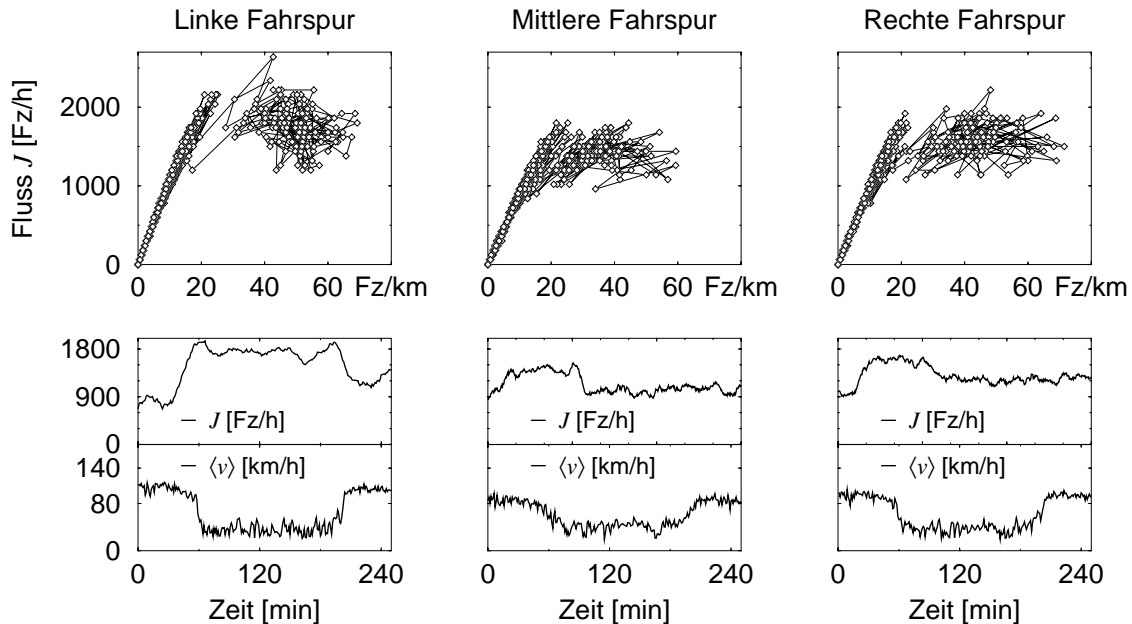 Linke Fahrspur Mittlere Fahrspur Rechte Fahrspur
Fluss J [Fz/h]
2000
1000
0
0 20 40 60 Fz/km
0 20 40 60 Fz/km
0 20 40 60 Fz/km
1800
900
0
J [Fz/h]
J [Fz/h]
J [Fz/h]
140
80
0
⟨v⟩ [km/h]
⟨v⟩ [km/h]
⟨v⟩ [km/h]
0 120 240
0 120 240
0 120 240
Zeit [min] Zeit [min] Zeit [min]